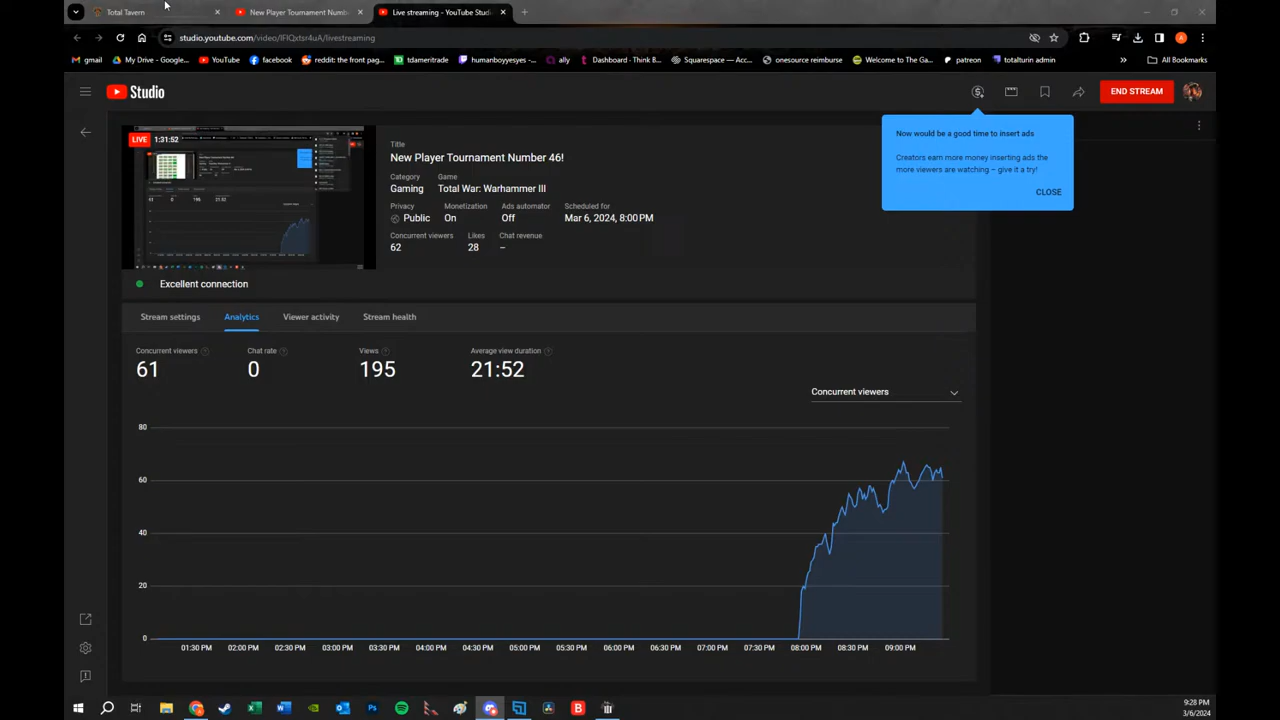 Total Tavern
New Player Tournament Numb
Live streaming - YouTube Studi
studio.youtube.com/video/lFlQxtsr4uA/livestreaming
gmail
My Drive - Google...
YouTube
facebook
reddit: the front pag...
tdameritrade
humanboyyesyes - ...
ally
Dashboard - Think B...
Squarespace — Acc...
onesource reimburse
Welcome to The Ga...
patreon
totalturin admin
All Bookmarks
Studio
END STREAM
Now would be a good time to insert ads
Creators earn more money inserting ads the
more viewers are watching – give it a try!
CLOSE
LIVE 1:31:52
Title
New Player Tournament Number 46!
Category Game
Gaming Total War: Warhammer III
Privacy Monetization Ads automator Scheduled for
Public On Off Mar 6, 2024, 8:00 PM
Concurrent viewers Likes Chat revenue
62 28 –
Excellent connection
Stream settings Analytics Viewer activity Stream health
Concurrent viewers Chat rate Views Average view duration
61 0 195 21:52
Concurrent viewers
80
60
40
20
0
01:30 PM 02:00 PM 02:30 PM 03:00 PM 03:30 PM 04:00 PM 04:30 PM 05:00 PM 05:30 PM 06:00 PM 06:30 PM 07:00 PM 07:30 PM 08:00 PM 08:30 PM 09:00 PM
9:28 PM
3/6/2024